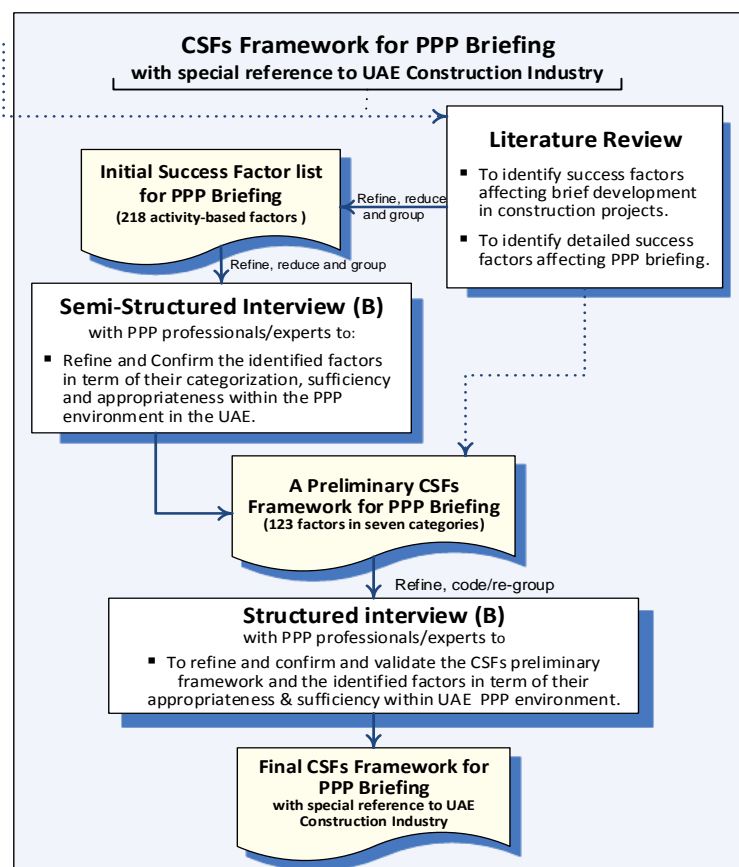 CSFs Framework for PPP Briefing
with special reference to UAE Construction Industry
Literature Review
▪ To identify success factors
affecting brief development
in construction projects.
▪ To identify detailed success
factors affecting PPP briefing.
Initial Success Factor list
for PPP Briefing
(218 activity-based factors )
Refine, reduce
and group
Refine, reduce and group
Semi-Structured Interview (B)
with PPP professionals/experts to:
▪ Refine and Confirm the identified factors
in term of their categorization, sufficiency
and appropriateness within the PPP
environment in the UAE.
A Preliminary CSFs
Framework for PPP Briefing
(123 factors in seven categories)
Refine, code/re-group
Structured interview (B)
with PPP professionals/experts to
▪ To refine and confirm and validate the CSFs preliminary
framework and the identified factors in term of their
appropriateness & sufficiency within UAE PPP environment.
Final CSFs Framework for
PPP Briefing
with special reference to UAE
Construction Industry